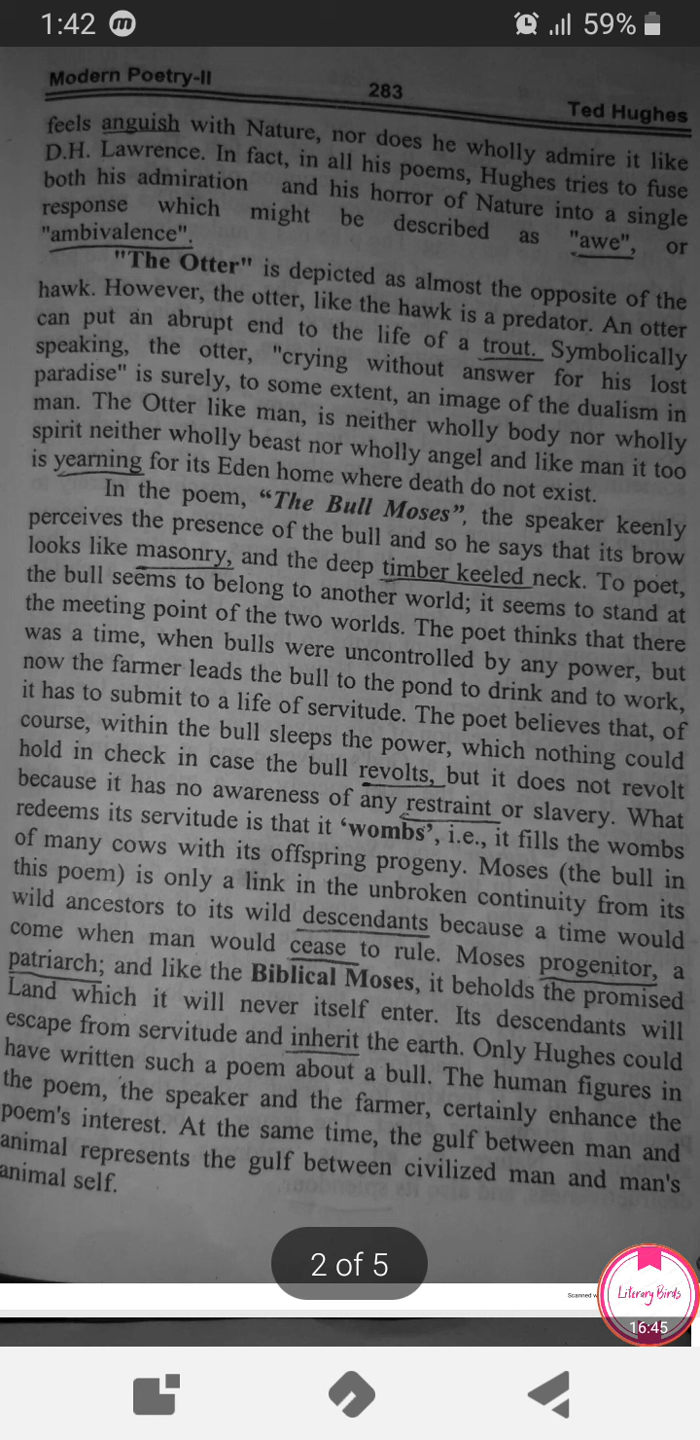 1:42
59%
Modern Poetry-II
283
Ted Hughes
feels anguish with Nature, nor does he wholly admire it like
D.H. Lawrence. In fact, in all his poems, Hughes tries to fuse
both his admiration and his horror of Nature into a single
response which might be described as "awe", or
"ambivalence".
"The Otter" is depicted as almost the opposite of the
hawk. However, the otter, like the hawk is a predator. An otter
can put an abrupt end to the life of a trout. Symbolically
speaking, the otter, "crying without answer for his lost
paradise" is surely, to some extent, an image of the dualism in
man. The Otter like man, is neither wholly body nor wholly
spirit neither wholly beast nor wholly angel and like man it too
is yearning for its Eden home where death do not exist.
In the poem, “The Bull Moses”, the speaker keenly
perceives the presence of the bull and so he says that its brow
looks like masonry, and the deep timber keeled neck. To poet,
the bull seems to belong to another world; it seems to stand at
the meeting point of the two worlds. The poet thinks that there
was a time, when bulls were uncontrolled by any power, but
now the farmer leads the bull to the pond to drink and to work,
it has to submit to a life of servitude. The poet believes that, of
course, within the bull sleeps the power, which nothing could
hold in check in case the bull revolts, but it does not revolt
because it has no awareness of any restraint or slavery. What
redeems its servitude is that it ‘wombs’, i.e., it fills the wombs
of many cows with its offspring progeny. Moses (the bull in
this poem) is only a link in the unbroken continuity from its
wild ancestors to its wild descendants because a time would
come when man would cease to rule. Moses progenitor, a
patriarch; and like the Biblical Moses, it beholds the promised
Land which it will never itself enter. Its descendants will
escape from servitude and inherit the earth. Only Hughes could
have written such a poem about a bull. The human figures in
the poem, the speaker and the farmer, certainly enhance the
poem's interest. At the same time, the gulf between man and
animal represents the gulf between civilized man and man's
animal self.
2 of 5
Scanned w
Literary Birds
16:45